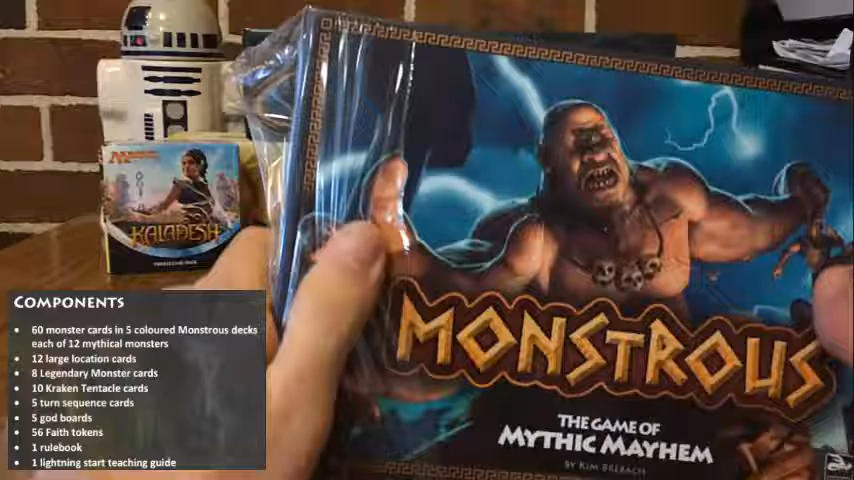 KALADESH
MONSTROUS
THE GAME OF
MYTHIC MAYHEM
BY KIM BREBACH
COMPONENTS
• 60 monster cards in 5 coloured Monstrous decks
each of 12 mythical monsters
• 12 large location cards
• 8 Legendary Monster cards
• 10 Kraken Tentacle cards
• 5 turn sequence cards
• 5 god boards
• 56 Faith tokens
• 1 rulebook
• 1 lightning start teaching guide